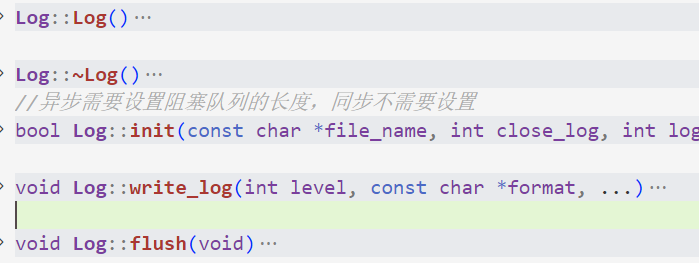 Log::Log()…
Log::~Log()…
//异步需要设置阻塞队列的长度，同步不需要设置
bool Log::init(const char *file_name, int close_log, int log
void Log::write_log(int level, const char *format, ...)…
void Log::flush(void)…